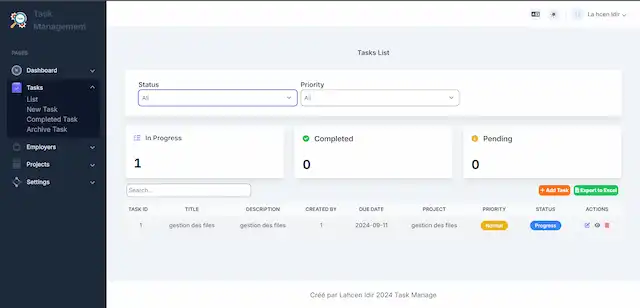 Task
Management
La hcen Idir
PAGES
Dashboard
Tasks
List
New Task
Completed Task
Archive Task
Employers
Projects
Settings
Tasks List
Status
Priority
All
All
In Progress
Completed
Pending
1
0
0
Search...
+ Add Task
Export to Excel
TASK ID TITLE DESCRIPTION CREATED BY DUE DATE PROJECT PRIORITY STATUS ACTIONS
1 gestion des files gestion des files 1 2024-09-11 gestion des files Normal Progress
Créé par Lahcen Idir 2024 Task Manage